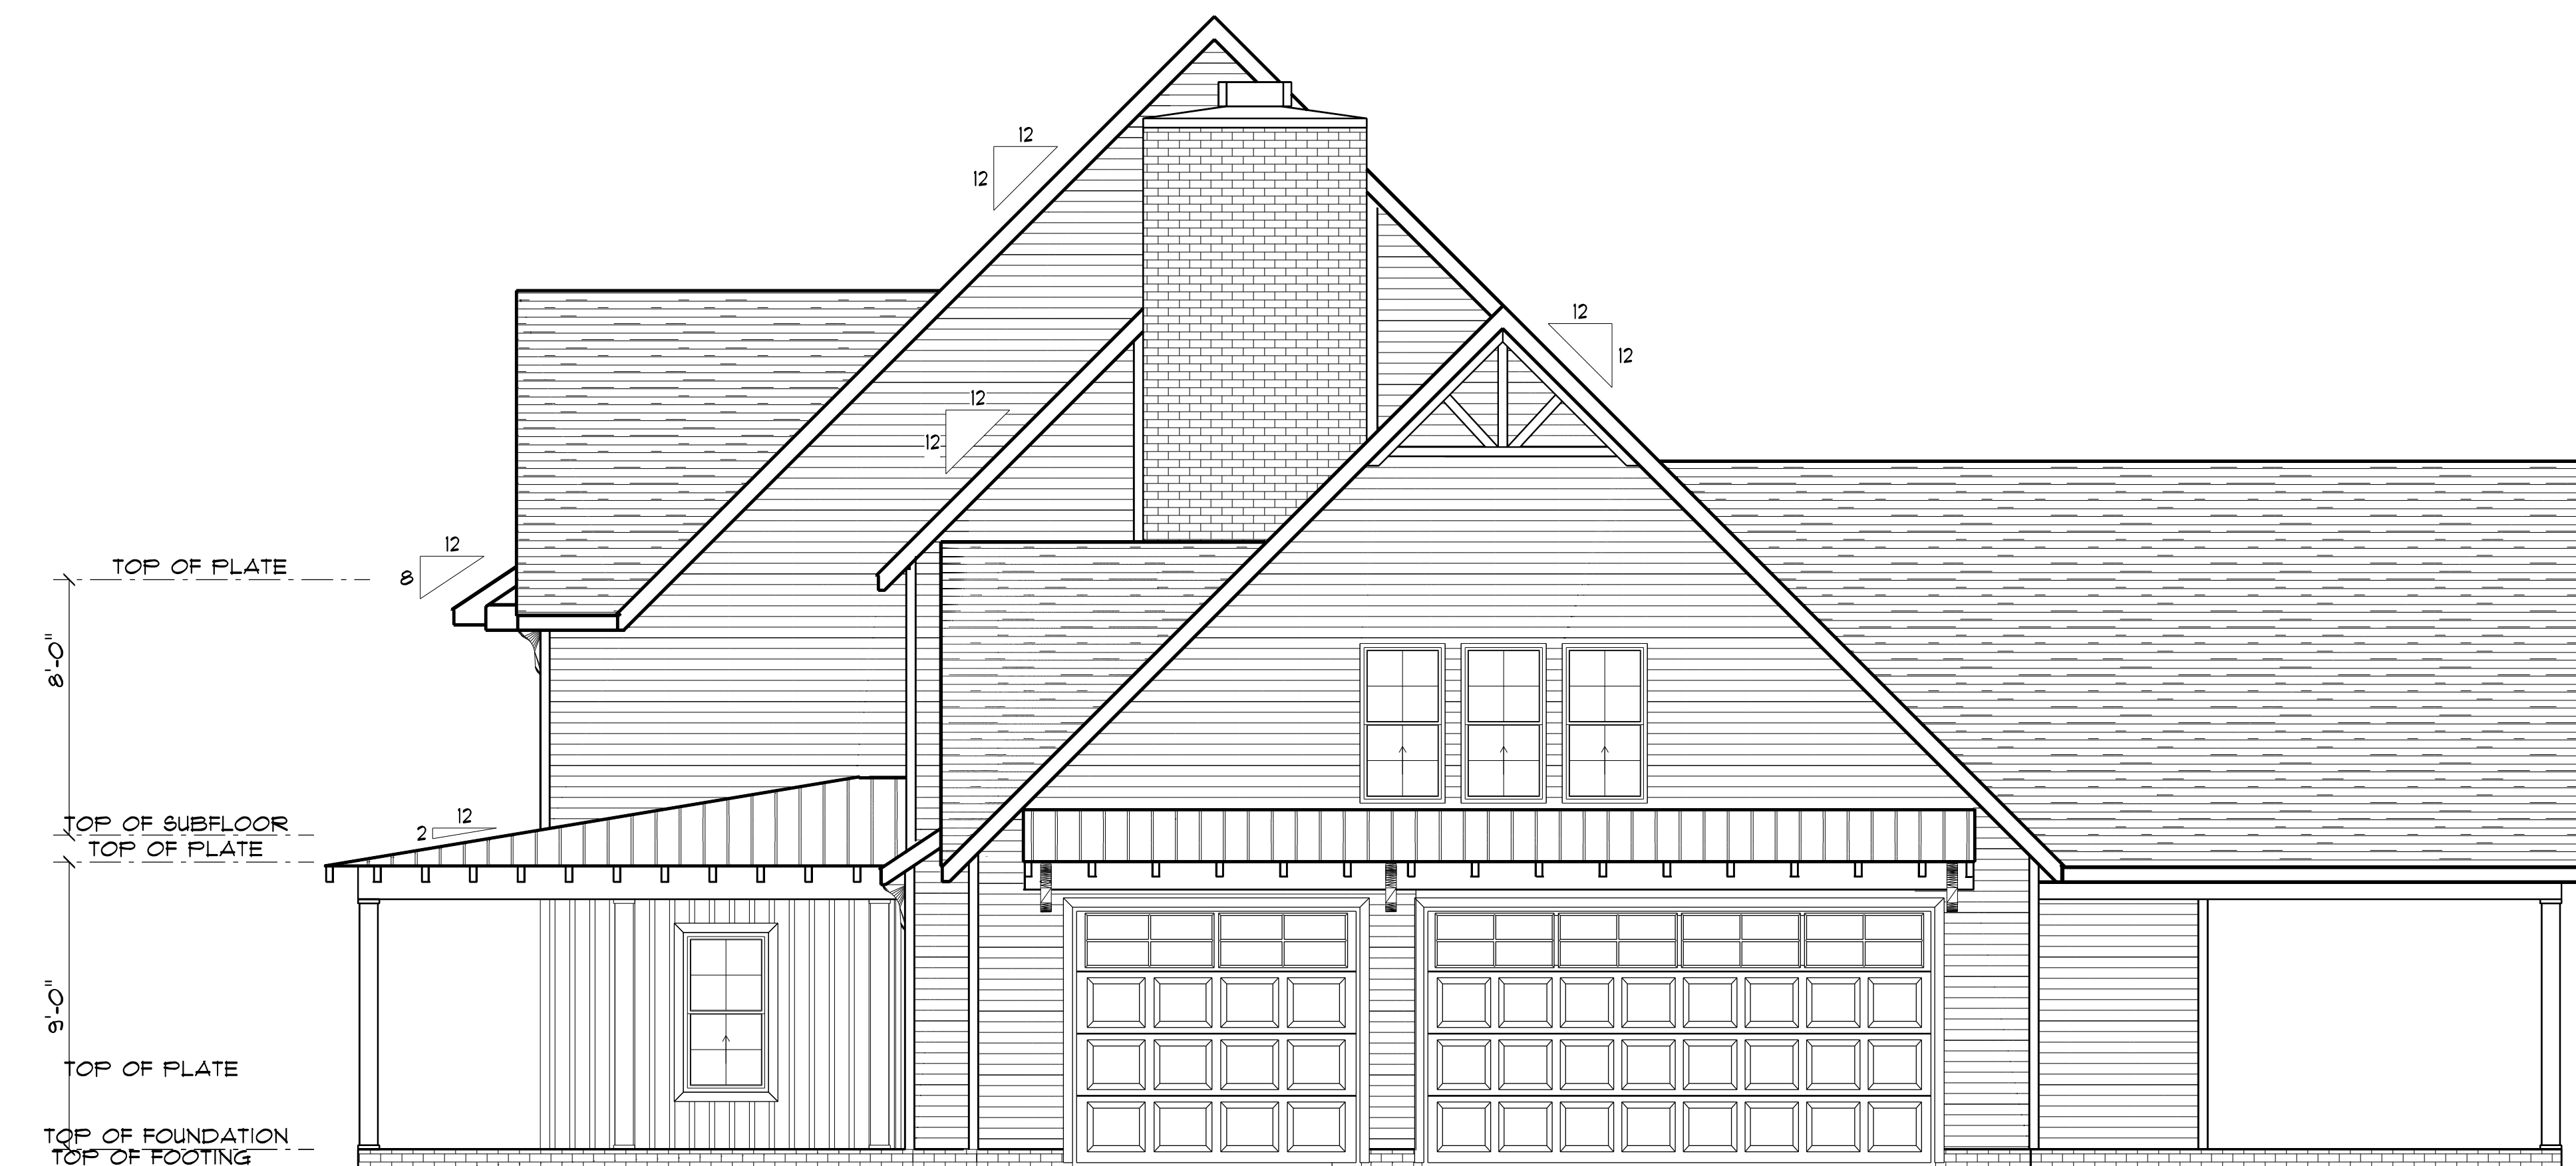 12
12
12
12
12
12
12
8
TOP OF PLATE
8'-0"
12
2
TOP OF SUBFLOOR
TOP OF PLATE
9'-0"
TOP OF PLATE
TOP OF FOUNDATION
TOP OF FOOTING